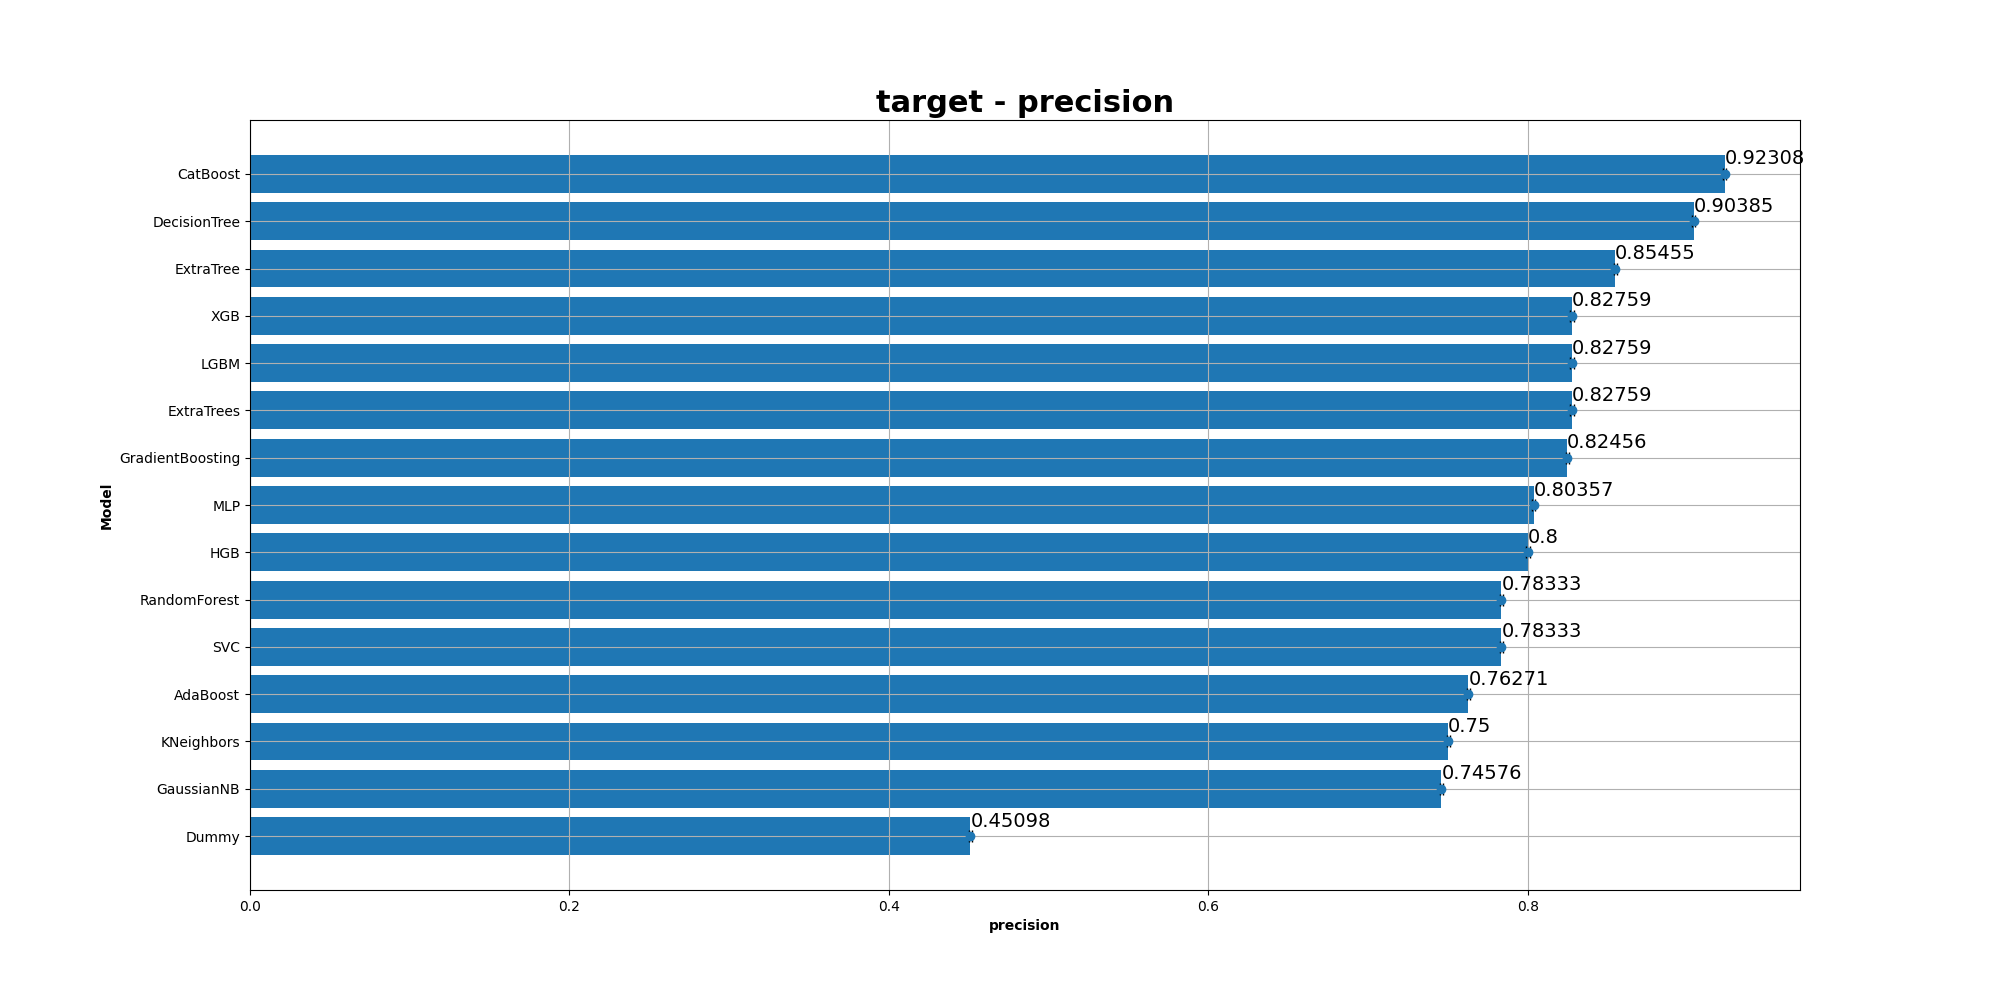 target - precision
CatBoost 0.92308
DecisionTree 0.90385
ExtraTree 0.85455
XGB 0.82759
LGBM 0.82759
ExtraTrees 0.82759
GradientBoosting 0.82456
MLP 0.80357
HGB 0.8
RandomForest 0.78333
SVC 0.78333
AdaBoost 0.76271
KNeighbors 0.75
GaussianNB 0.74576
Dummy 0.45098
Model
0.0 0.2 0.4 0.6 0.8
precision